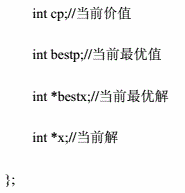 int cp;//当前价值
int bestp;//当前最优值
int *bestx;//当前最优解
int *x;//当前解
};